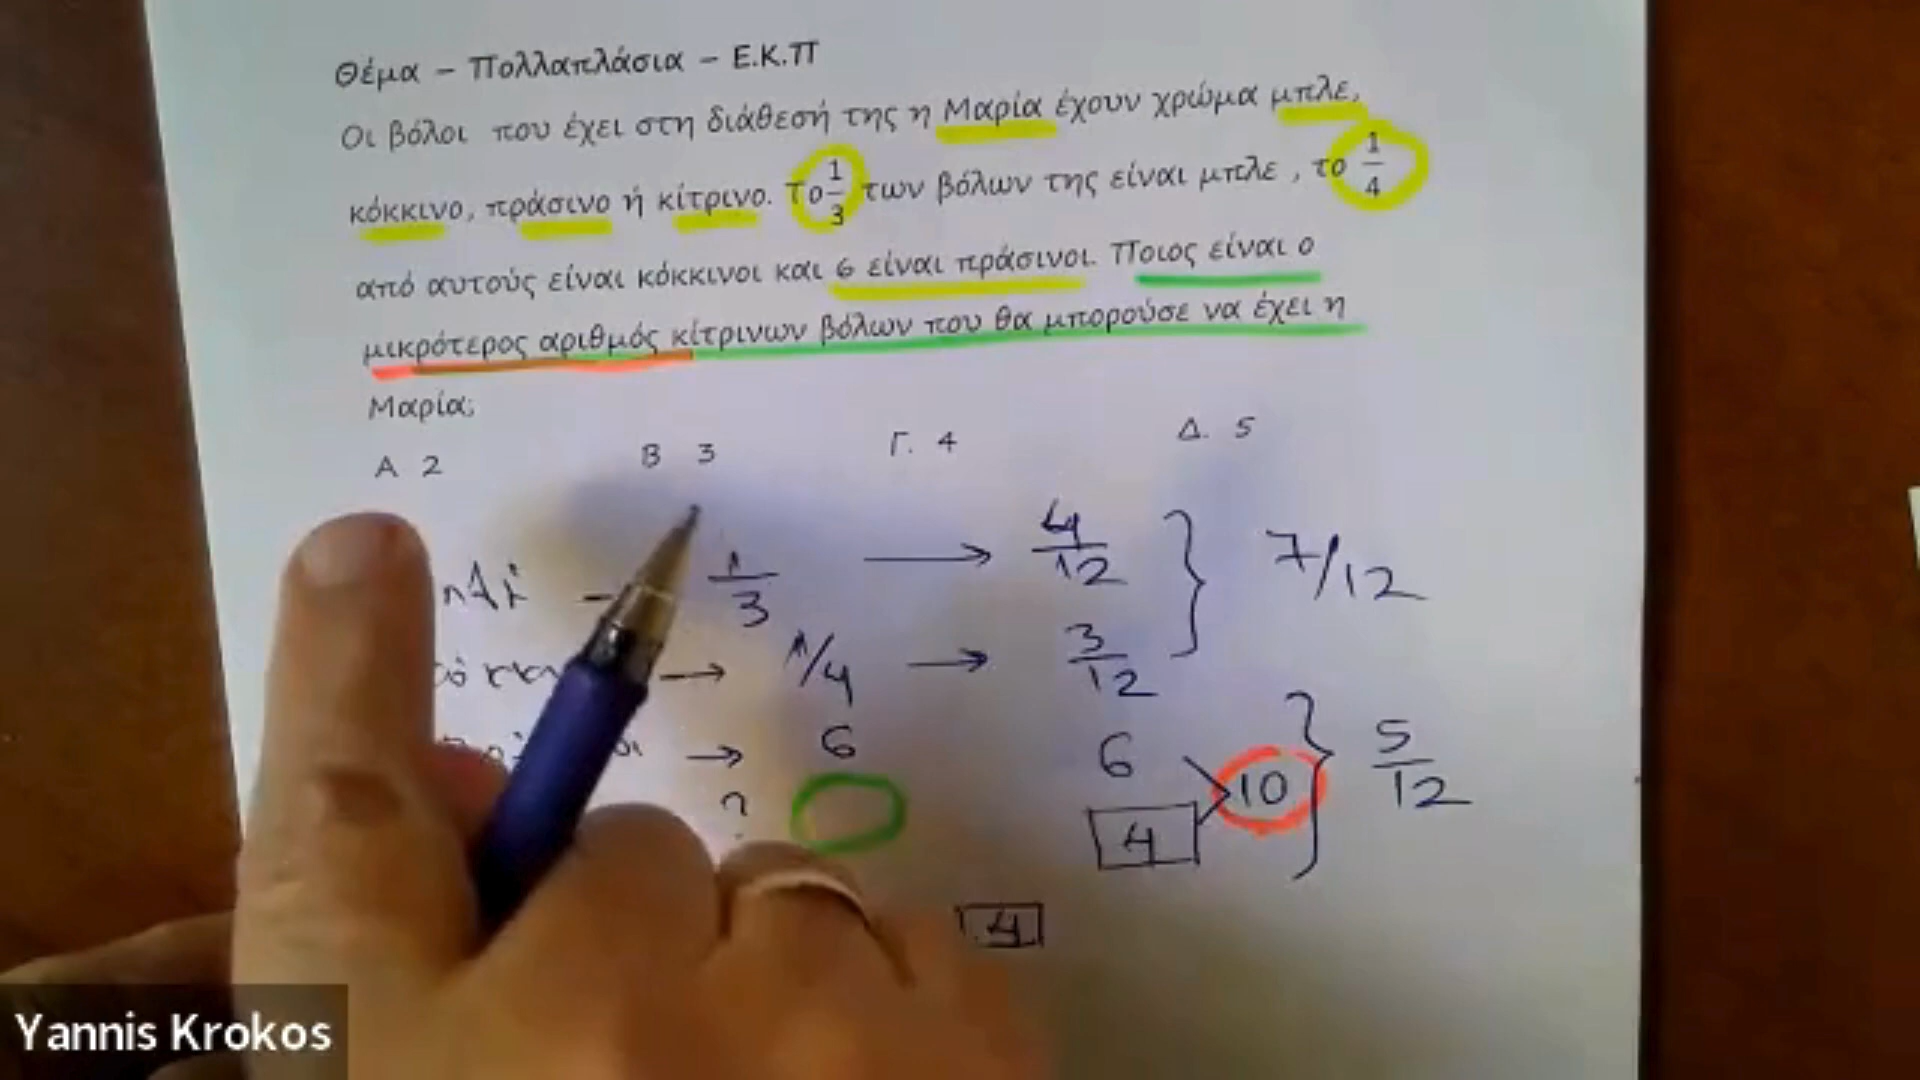 Θέμα – Πολλαπλάσια – Ε.Κ.Π
Οι βόλοι που έχει στη διάθεσή της η Μαρία έχουν χρώμα μπλε,
κόκκινο, πράσινο ή κίτρινο. Το 1/3 των βόλων της είναι μπλε , το 1/4
από αυτούς είναι κόκκινοι και 6 είναι πράσινοι. Ποιος είναι ο
μικρότερος αριθμός κίτρινων βόλων που θα μπορούσε να έχει η
Μαρία;
Α 2 Β 3 Γ. 4 Δ. 5
1/3 → 4/12 } 7/12
→ 1/4 → 3/12
→ 6 6 10 } 5/12
? 4
4
Yannis Krokos